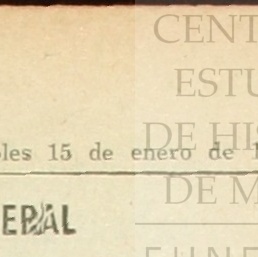 CENT
ESTU
oles 15 de enero de 1
DE HIS
DE M
ERAL
FUNE